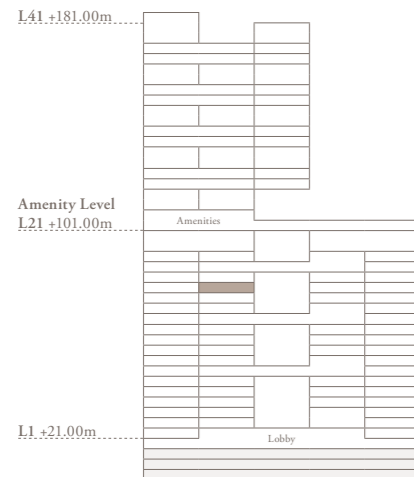 L41 +181.00m
Amenity Level
L21 +101.00m
Amenities
L1 +21.00m
Lobby